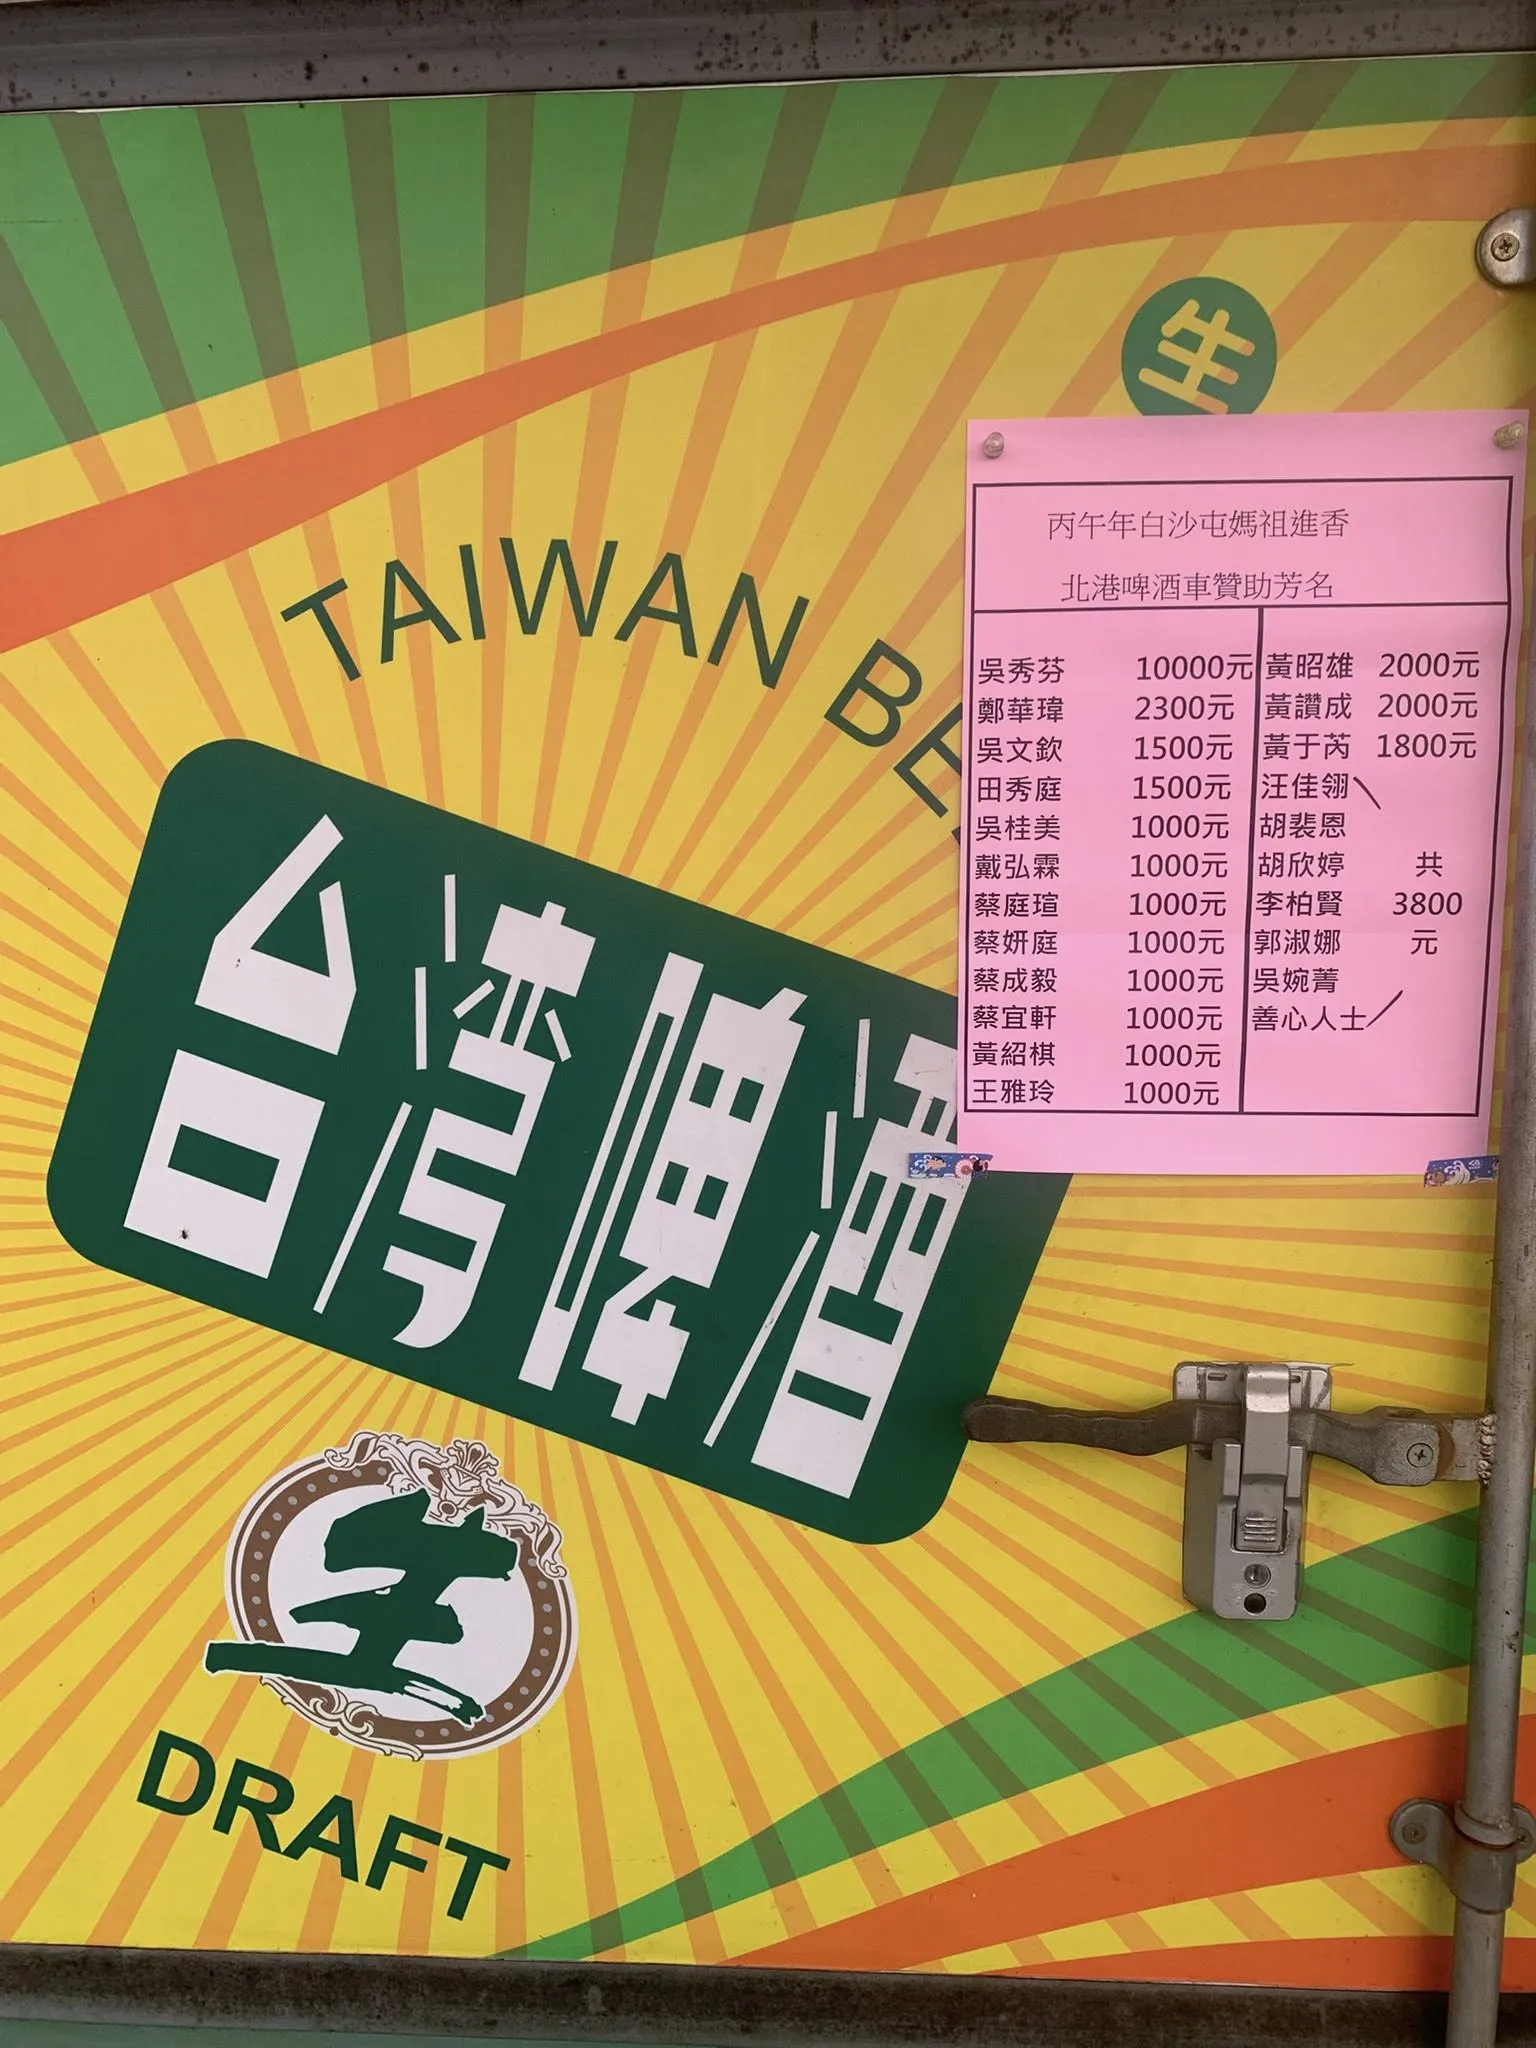 生
TAIWAN BE
台灣啤酒
生
DRAFT
丙午年白沙屯媽祖進香
北港啤酒車贊助芳名
吳秀芬 10000元
鄭華瑋 2300元
吳文欽 1500元
田秀庭 1500元
吳桂美 1000元
戴弘霖 1000元
蔡庭瑄 1000元
蔡妍庭 1000元
蔡成毅 1000元
蔡宜軒 1000元
黃紹棋 1000元
王雅玲 1000元
黃昭雄 2000元
黃讚成 2000元
黃于芮 1800元
汪佳翎
胡裴恩
胡欣婷 共
李柏賢 3800
郭淑娜 元
吳婉菁
善心人士